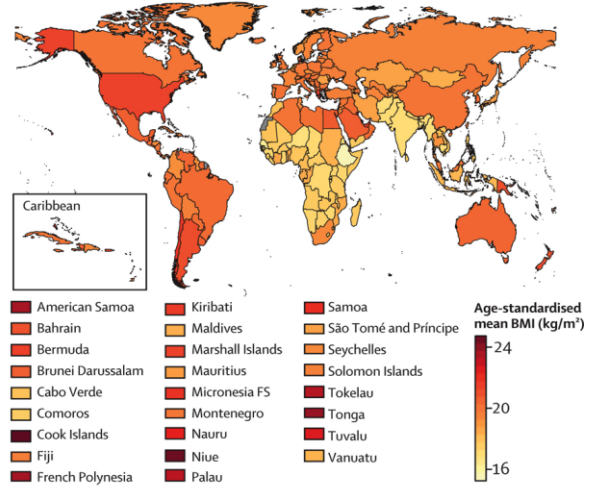 Caribbean
American Samoa
Bahrain
Bermuda
Brunei Darussalam
Cabo Verde
Comoros
Cook Islands
Fiji
French Polynesia
Kiribati
Maldives
Marshall Islands
Mauritius
Micronesia FS
Montenegro
Nauru
Niue
Palau
Samoa
São Tomé and Príncipe
Seychelles
Solomon Islands
Tokelau
Tonga
Tuvalu
Vanuatu
Age-standardised
mean BMI (kg/m²)
24
20
16